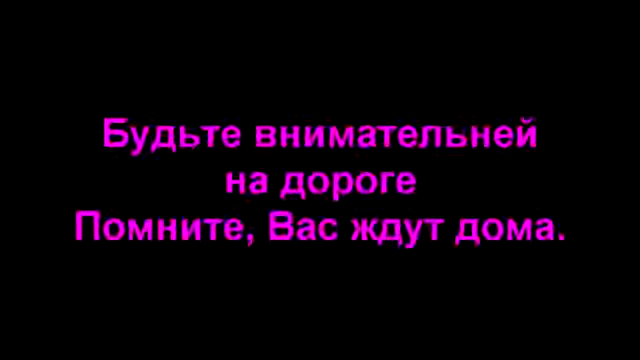 Будьте внимательней
на дороге
Помните, Вас ждут дома.